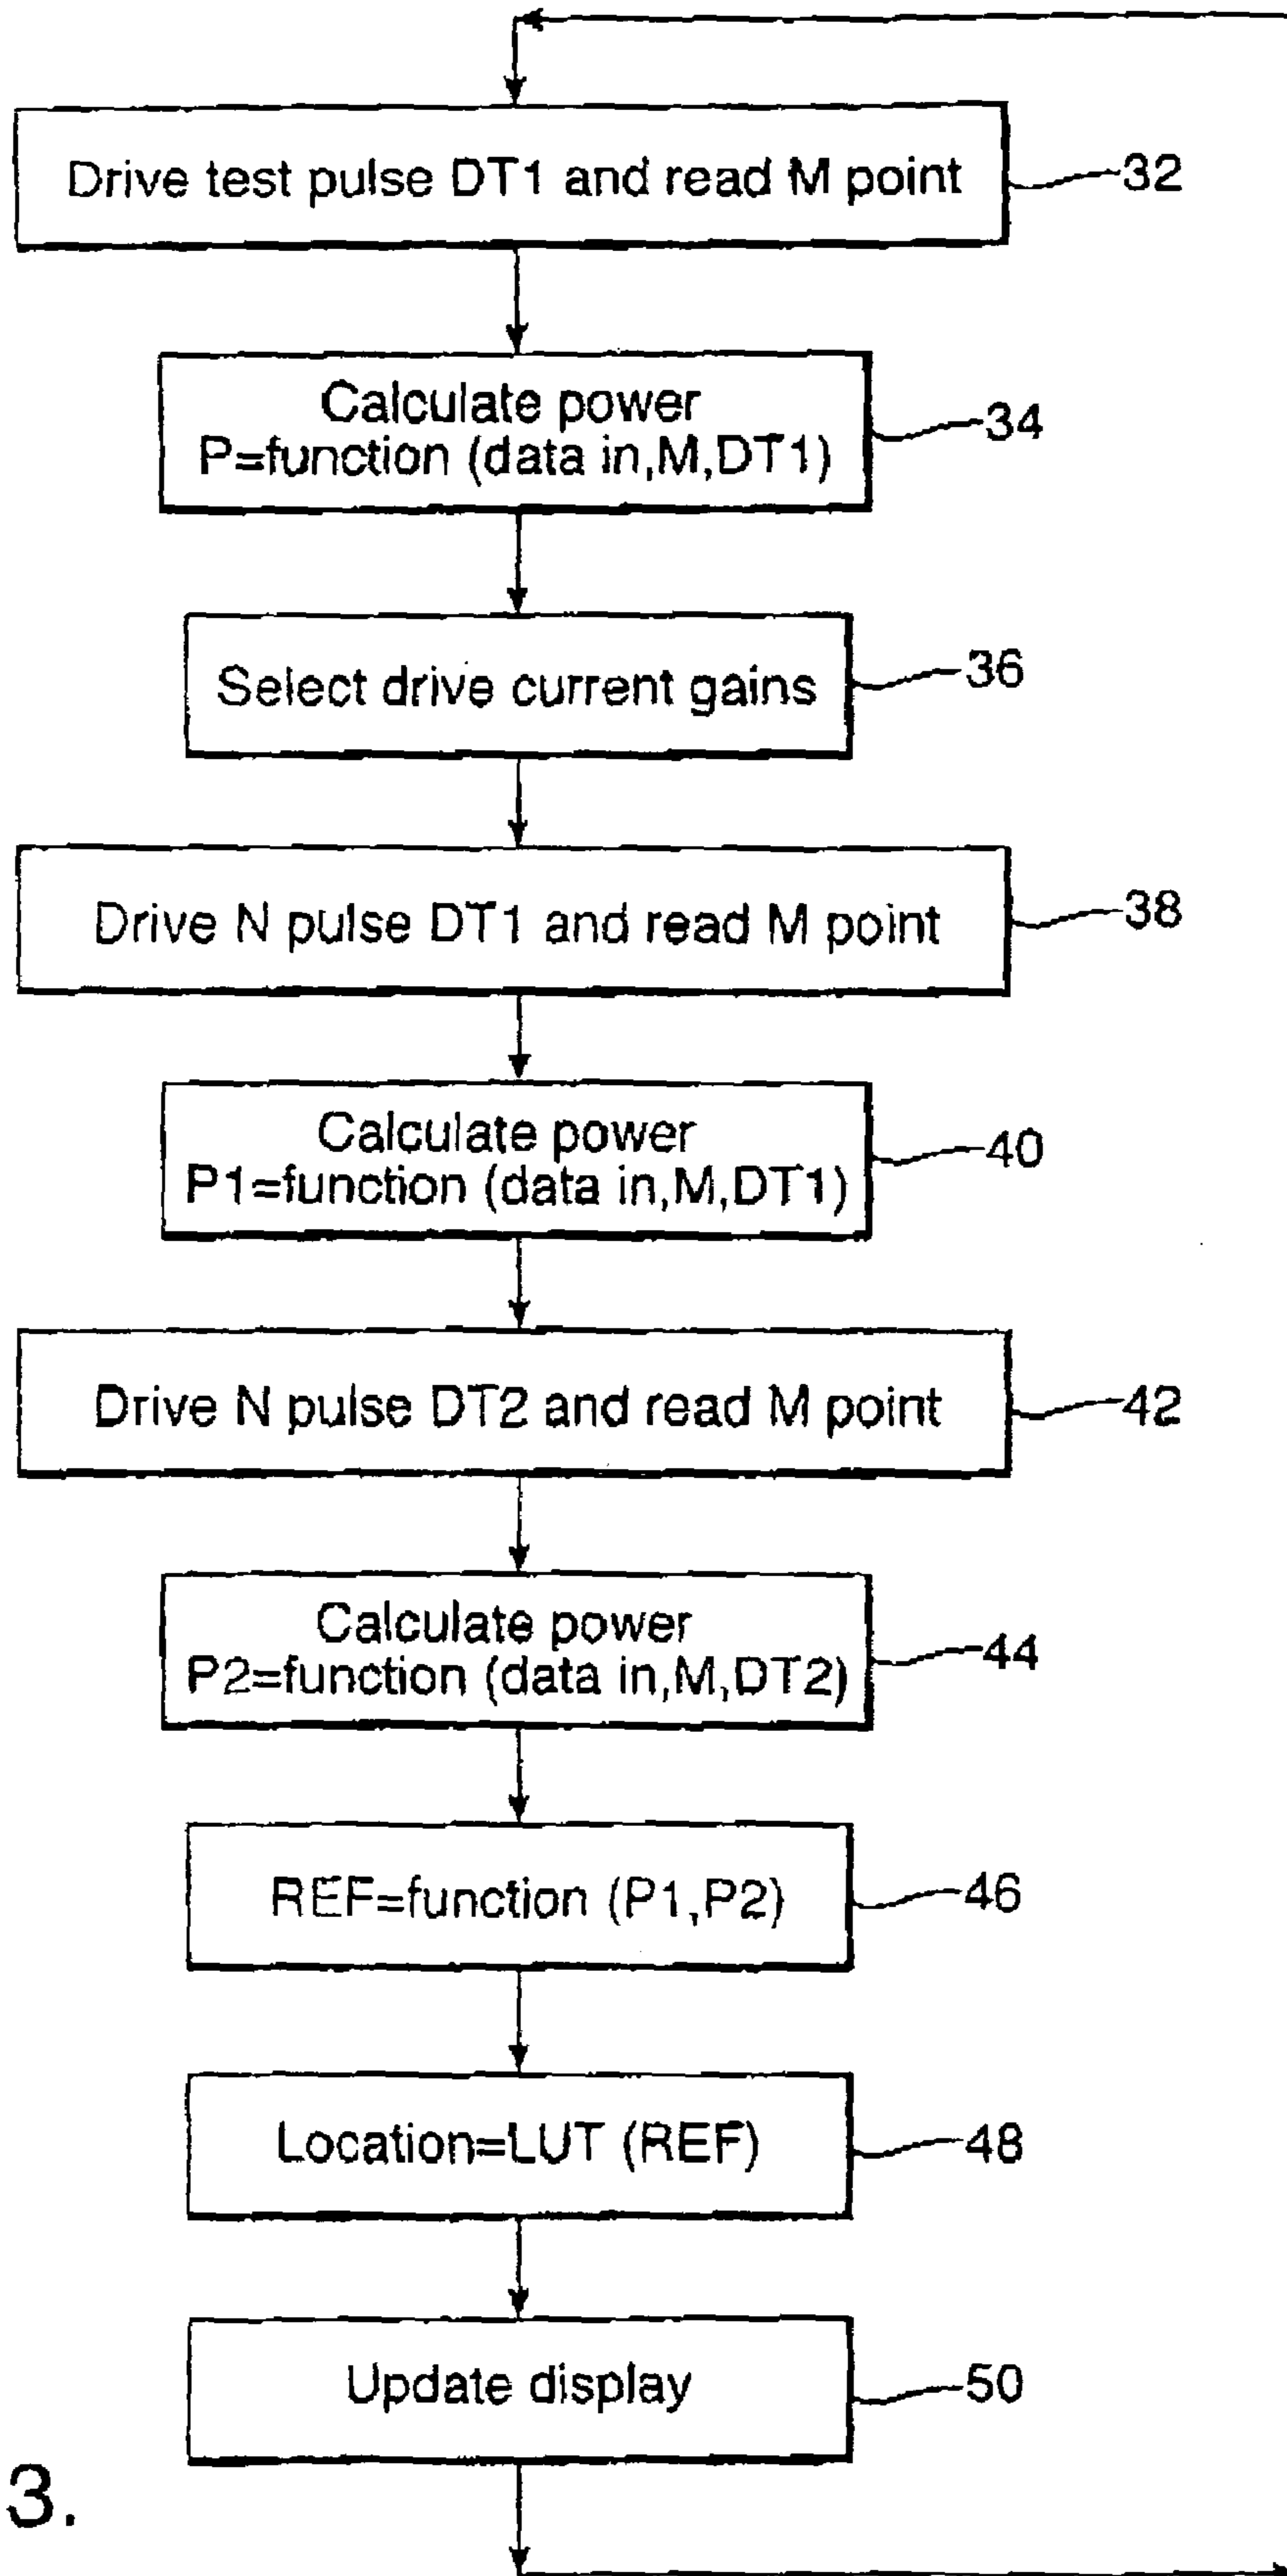 Drive test pulse DT1 and read M point
32
Calculate power
P=function (data in,M,DT1)
34
Select drive current gains
36
Drive N pulse DT1 and read M point
38
Calculate power
P1=function (data in,M,DT1)
40
Drive N pulse DT2 and read M point
42
Calculate power
P2=function (data in,M,DT2)
44
REF=function (P1,P2)
46
Location=LUT (REF)
48
Update display
50
3.